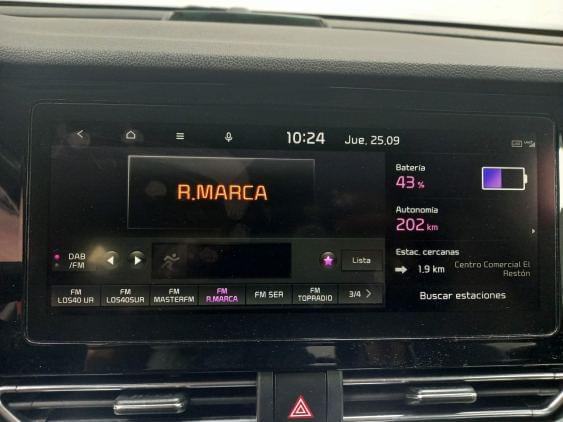 10:24 Jue, 25.09
R.MARCA
Batería
43 %
Autonomía
202 km
Estac. cercanas
1.9 km Centro Comercial El
Restón
Buscar estaciones
DAB
/FM
Lista
FM
LOS40 UR
FM
LOS40SUR
FM
MASTERFM
FM
R.MARCA
FM SER
FM
TOPRADIO
3/4